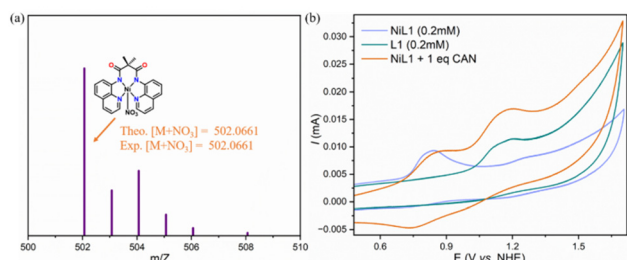 (a)
O
O
N
N
Ni
N
N
NO₃
Theo. [M+NO₃] = 502.0661
Exp. [M+NO₃] = 502.0661
500
502
504
506
508
510
m/Z
(b)
NiL1 (0.2mM)
L1 (0.2mM)
NiL1 + 1 eq CAN
I (mA)
0.030
0.025
0.020
0.015
0.010
0.005
0.000
-0.005
0.6
0.9
1.2
1.5
E (V vs. NHE)